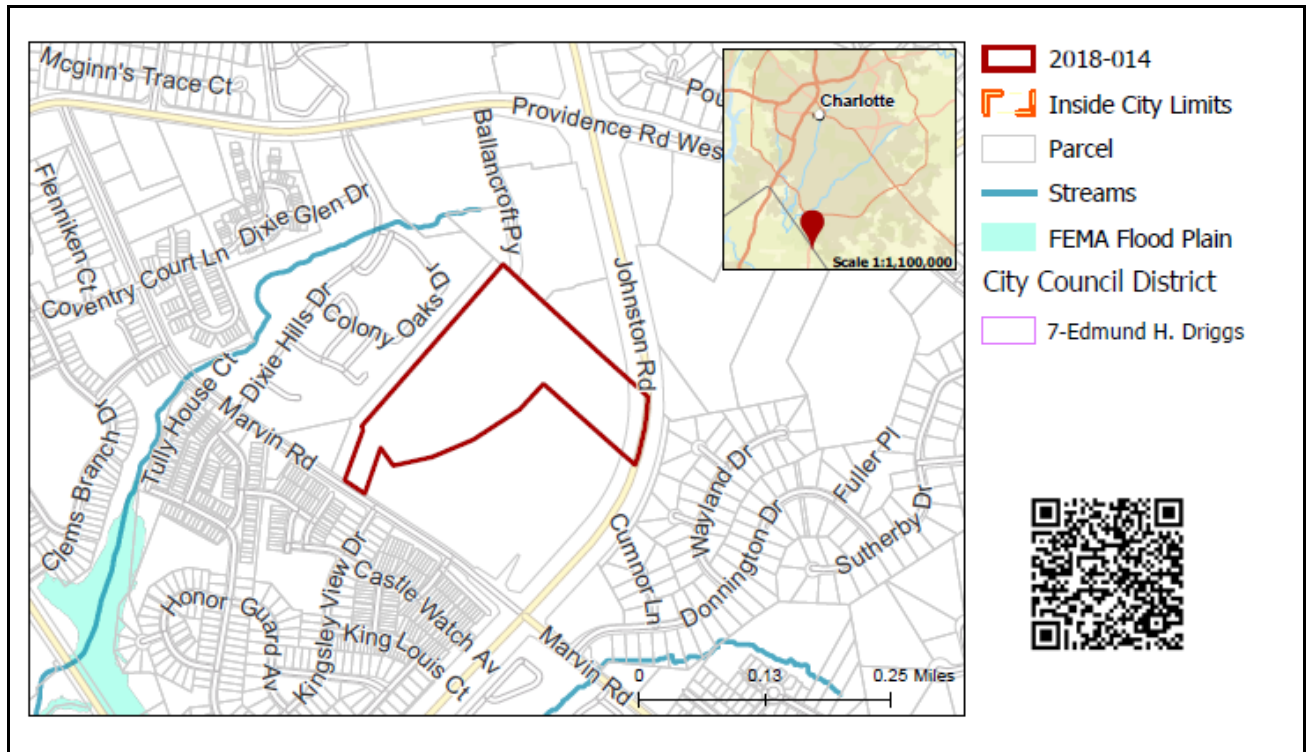 Mcginn's Trace Ct
Providence Rd Wes
Pou
Ballancroft Py
Flenniken Ct
Dixie Glen Dr
Coventry Court Ln
Colony Oaks Dr
Johnston Rd
Dixie Hills Dr
Tully House Ct
Marvin Rd
Clems Branch Dr
Wayland Dr
Fuller Pl
Sutherby Dr
Donnington Dr
Cumnor Ln
Honor Guard Av
Kingsley View Dr
Castle Watch Av
King Louis Ct
Marvin Rd
0 0.13 0.25 Miles
Charlotte
Scale 1:1,100,000
2018-014
Inside City Limits
Parcel
Streams
FEMA Flood Plain
City Council District
7-Edmund H. Driggs